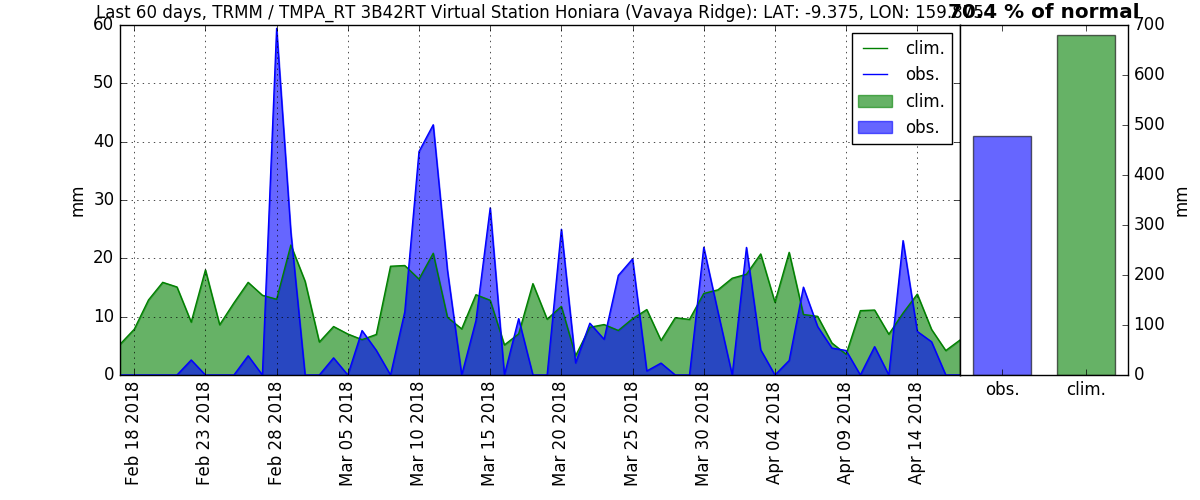 Last 60 days, TRMM / TMPA_RT 3B42RT Virtual Station Honiara (Vavaya Ridge): LAT: -9.375, LON:
70.4 % of normal
60
50
40
30
20
10
0
mm
clim.
obs.
clim.
obs.
700
600
500
400
300
200
100
0
mm
obs. clim.
Feb 18 2018
Feb 23 2018
Feb 28 2018
Mar 05 2018
Mar 10 2018
Mar 15 2018
Mar 20 2018
Mar 25 2018
Mar 30 2018
Apr 04 2018
Apr 09 2018
Apr 14 2018